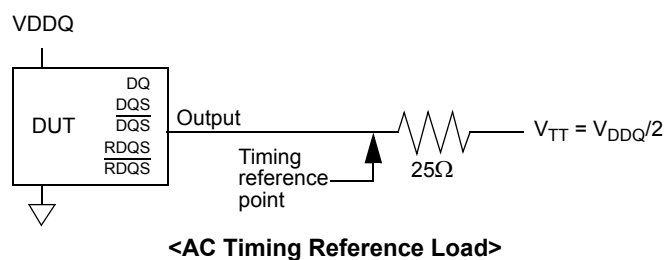 VDDQ
DUT
DQ
DQS
DQS
RDQS
RDQS
Output
Timing
reference
point
25Ω
VTT = VDDQ/2
<AC Timing Reference Load>